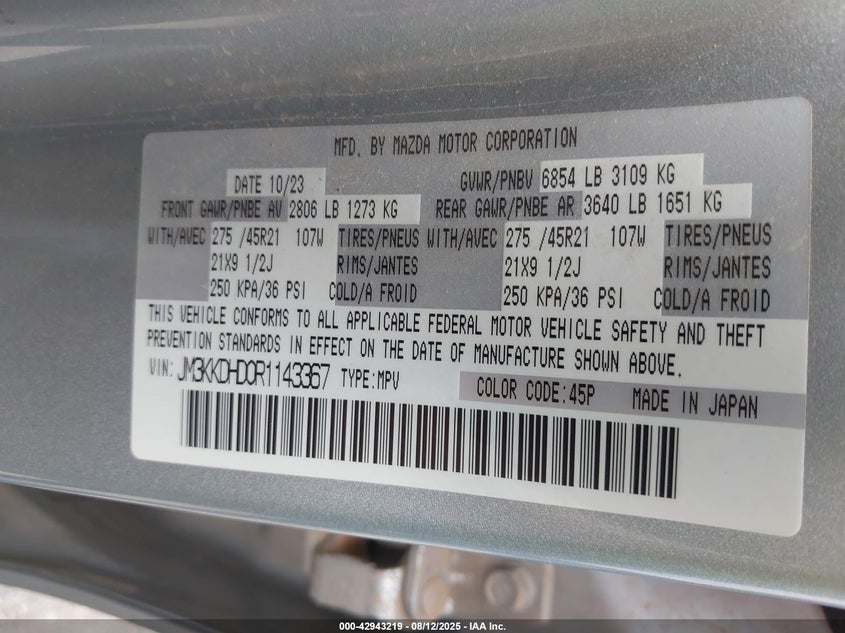 MFD. BY MAZDA MOTOR CORPORATION
DATE 10/23 GVWR/PNBV 6854 LB 3109 KG
FRONT GAWR/PNBE AV 2806 LB 1273 KG REAR GAWR/PNBE AR 3640 LB 1651 KG
WITH/AVEC 275 /45R21 107W TIRES/PNEUS WITH/AVEC 275 /45R21 107W TIRES/PNEUS
21X9 1/2J RIMS/JANTES 21X9 1/2J RIMS/JANTES
250 KPA/36 PSI COLD/A FROID 250 KPA/36 PSI COLD/A FROID
THIS VEHICLE CONFORMS TO ALL APPLICABLE FEDERAL MOTOR VEHICLE SAFETY AND THEFT
PREVENTION STANDARDS IN EFFECT ON THE DATE OF MANUFACTURE SHOWN ABOVE.
VIN: JM3KKDHD0R1143367 TYPE:MPV COLOR CODE:45P MADE IN JAPAN
000-42943219 - 08/12/2025 - IAA Inc.